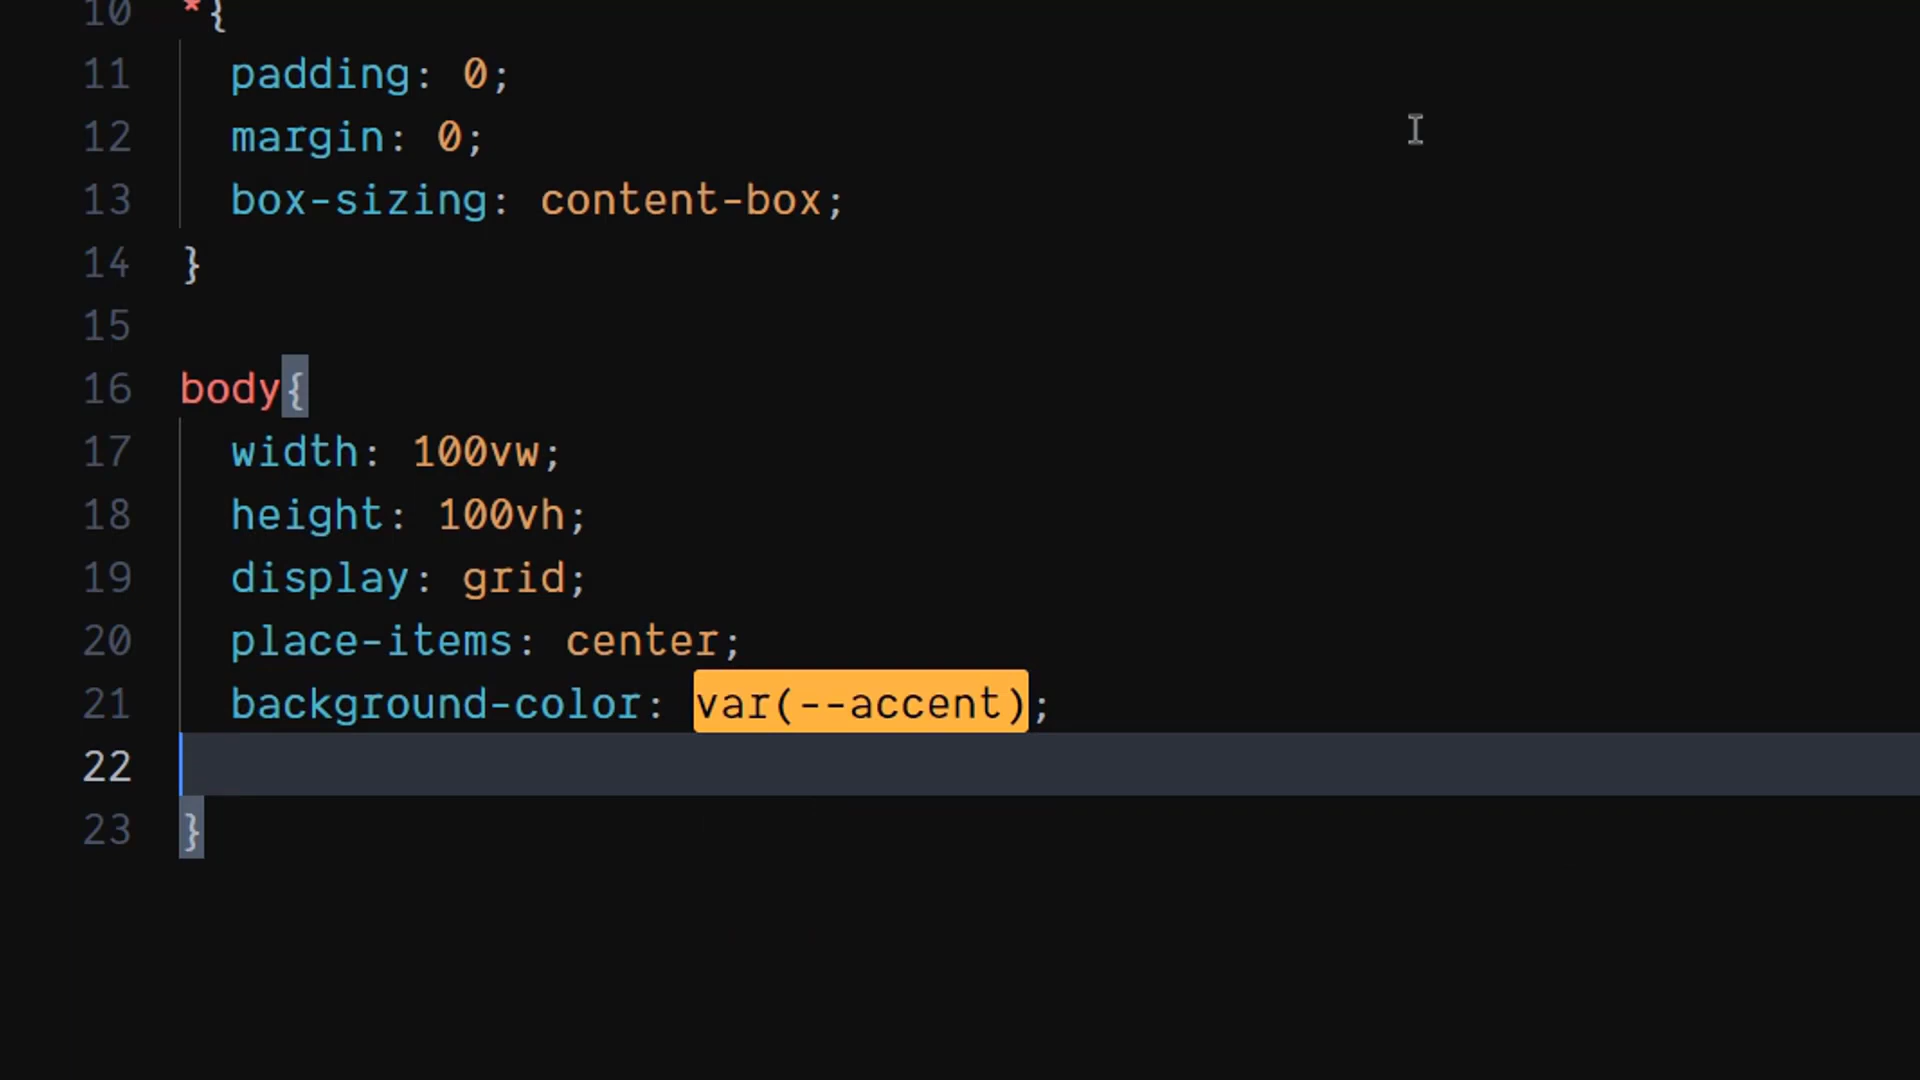 10 *{
11 padding: 0;
12 margin: 0;
13 box-sizing: content-box;
14 }
15
16 body{
17 width: 100vw;
18 height: 100vh;
19 display: grid;
20 place-items: center;
21 background-color: var(--accent);
22
23 }